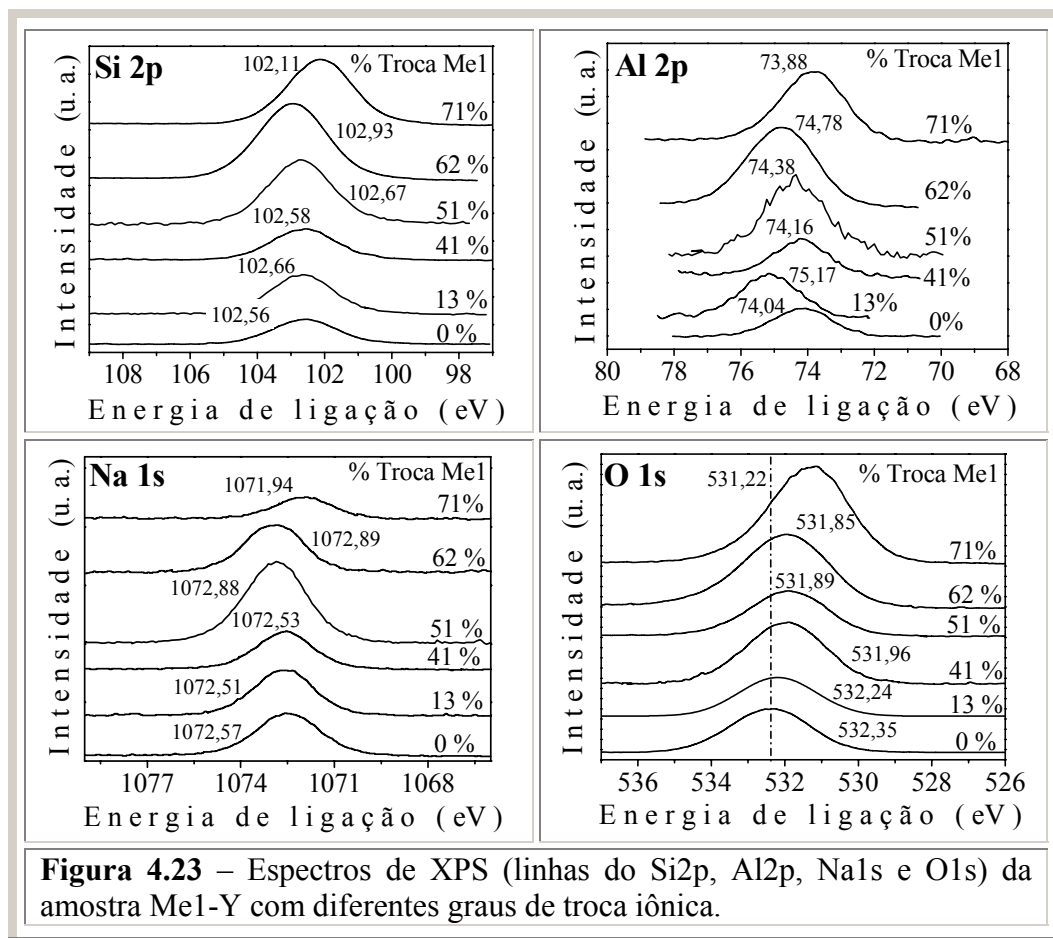 Si 2p
% Troca Me1
102,11
71%
102,93
62 %
102,67
51 %
102,58
41 %
102,66
13 %
102,56
0 %
Intensidade (u. a.)
108 106 104 102 100 98
Energia de ligação (eV)
Al 2p
% Troca Me1
73,88
71%
74,78
62%
74,38
51%
74,16
41%
75,17
13%
74,04
0%
Intensidade (u. a.)
80 78 76 74 72 70 68
Energia de ligação (eV)
Na 1s
% Troca Me1
1071,94
71%
1072,89
62 %
1072,88
51 %
1072,53
41 %
1072,51
13 %
1072,57
0 %
Intensidade (u. a.)
1077 1074 1071 1068
Energia de ligação (eV)
O 1s
% Troca Me1
531,22
71%
531,85
62 %
531,89
51 %
531,96
41 %
532,24
13 %
532,35
0 %
Intensidade (u. a.)
536 534 532 530 528 526
Energia de ligação (eV)
Figura 4.23 – Espectros de XPS (linhas do Si2p, Al2p, Na1s e O1s) da
amostra Me1-Y com diferentes graus de troca iônica.